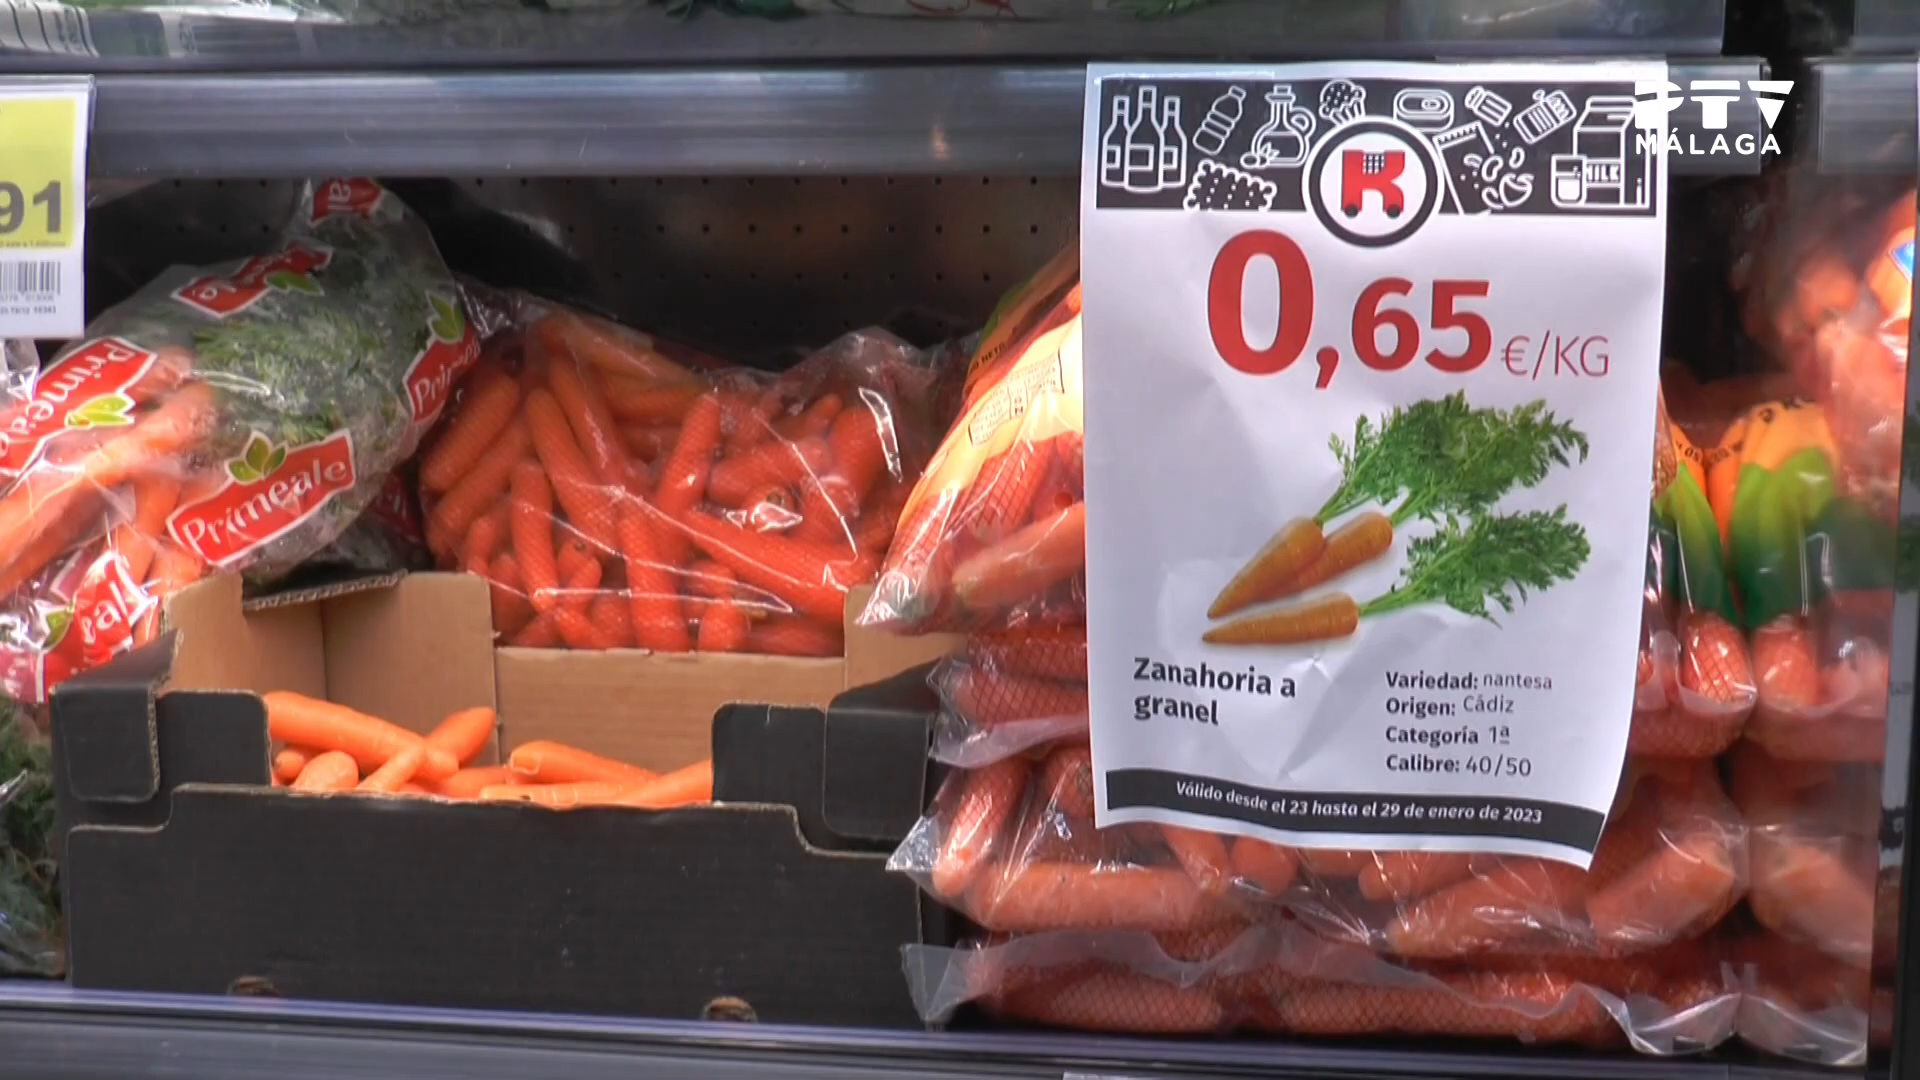 PTV
MÁLAGA
MILK
K
91
0,65 €/KG
Primeale
Primeale
Primeale
Zanahoria a
granel
Variedad: nantesa
Origen: Cádiz
Categoría 1ª
Calibre: 40/50
Válido desde el 23 hasta el 29 de enero de 2023